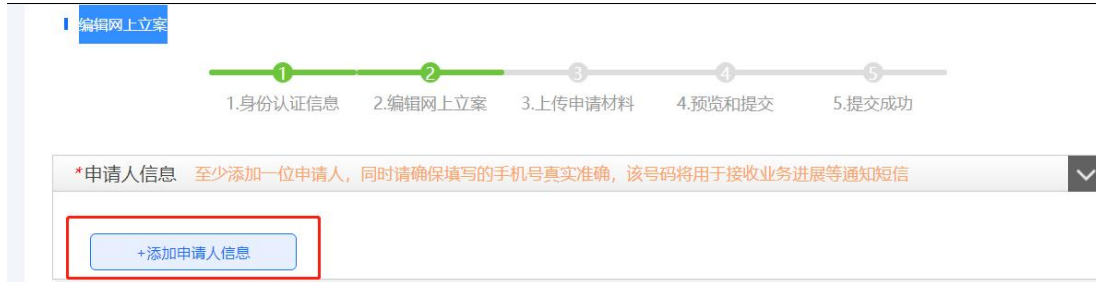 编辑网上立案
1 2 3 4 5
1.身份认证信息 2.编辑网上立案 3.上传申请材料 4.预览和提交 5.提交成功
*申请人信息 至少添加一位申请人，同时请确保填写的手机号真实准确，该号码将用于接收业务进展等通知短信
+添加申请人信息